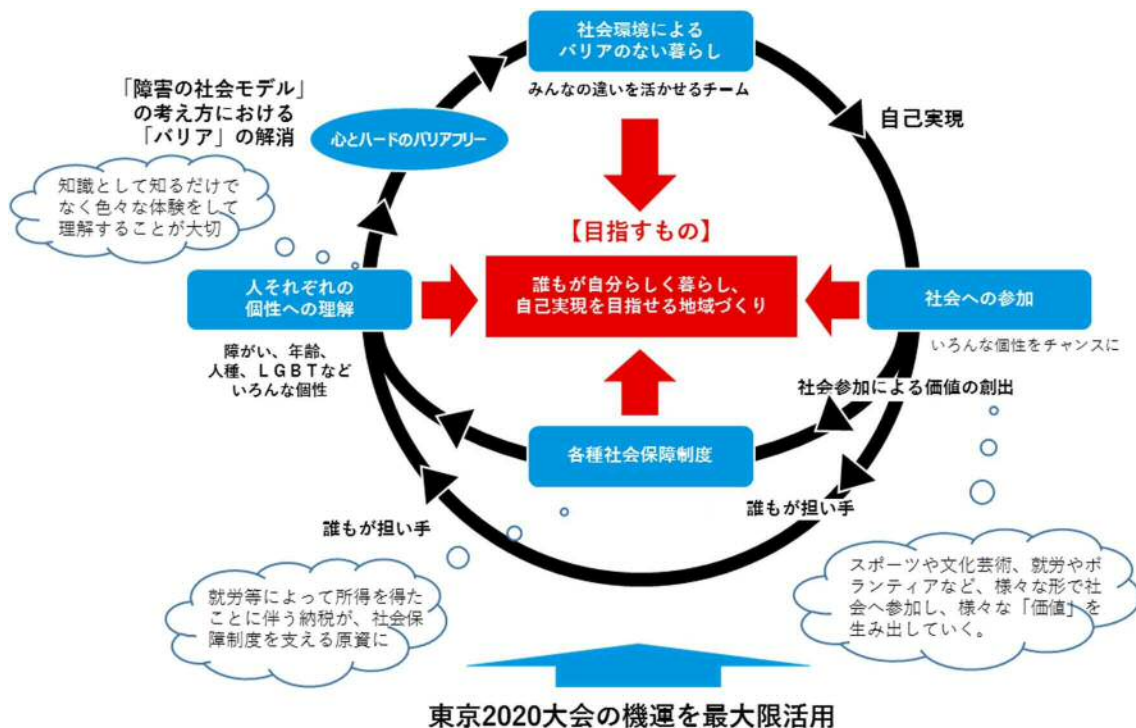 社会環境による
バリアのない暮らし
みんなの違いを活かせるチーム
「障害の社会モデル」
の考え方における
「バリア」の解消
心とハードのバリアフリー
自己実現
知識として知るだけで
なく色々な体験をして
理解することが大切
【目指すもの】
誰もが自分らしく暮らし、
自己実現を目指せる地域づくり
人それぞれの
個性への理解
障がい、年齢、
人種、ＬＧＢＴなど
いろんな個性
社会への参加
いろんな個性をチャンスに
社会参加による価値の創出
各種社会保障制度
誰もが担い手
誰もが担い手
就労等によって所得を得た
ことに伴う納税が、社会保
障制度を支える原資に
スポーツや文化芸術、就労やボ
ランティアなど、様々な形で社
会へ参加し、様々な「価値」を
生み出していく。
東京2020大会の機運を最大限活用